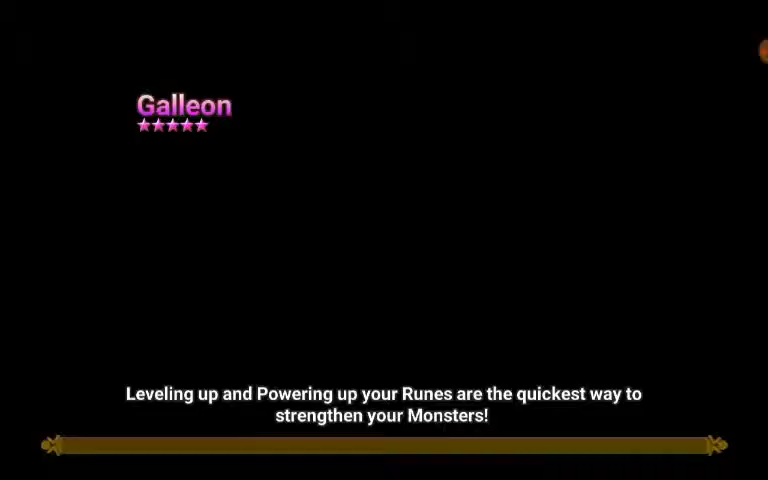 Galleon
Leveling up and Powering up your Runes are the quickest way to
strengthen your Monsters!